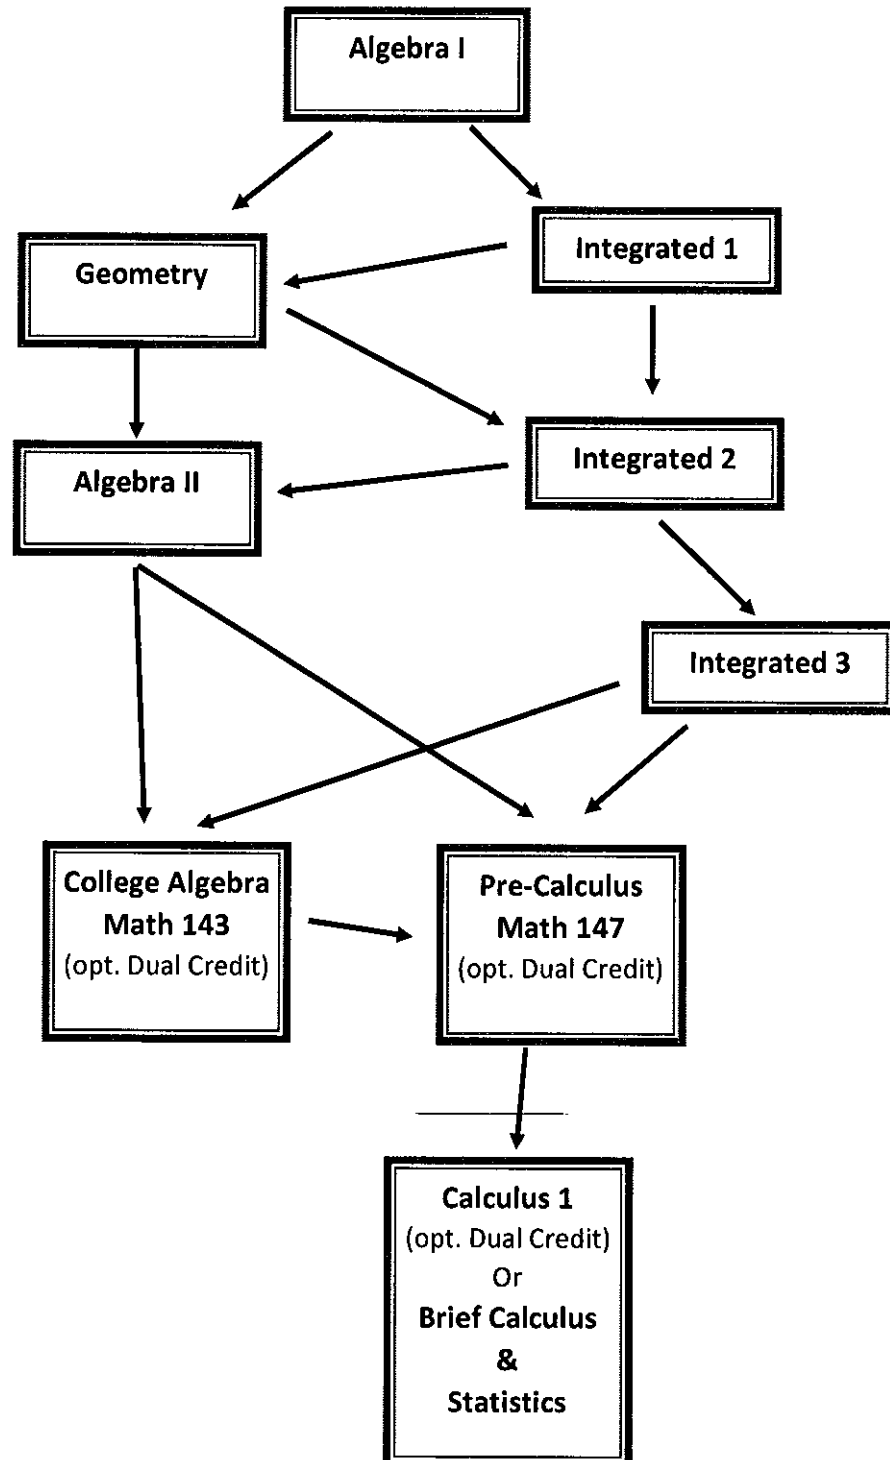 Algebra I
Geometry
Integrated 1
Algebra II
Integrated 2
Integrated 3
College Algebra
Math 143
(opt. Dual Credit)
Pre-Calculus
Math 147
(opt. Dual Credit)
Calculus 1
(opt. Dual Credit)
Or
Brief Calculus
&
Statistics